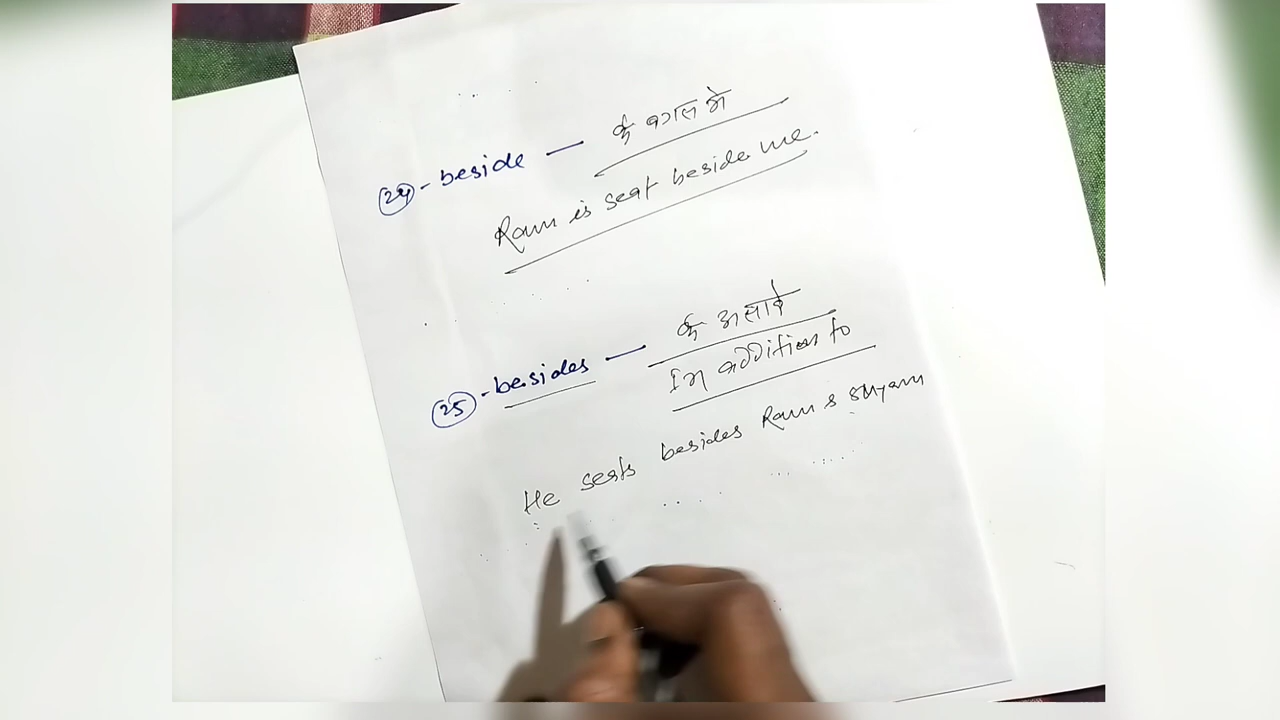 24 - beside — के बगल में
Ram is seat beside me.
25 - besides — के अलावे
In addition to
He seats besides Ram & Shyam